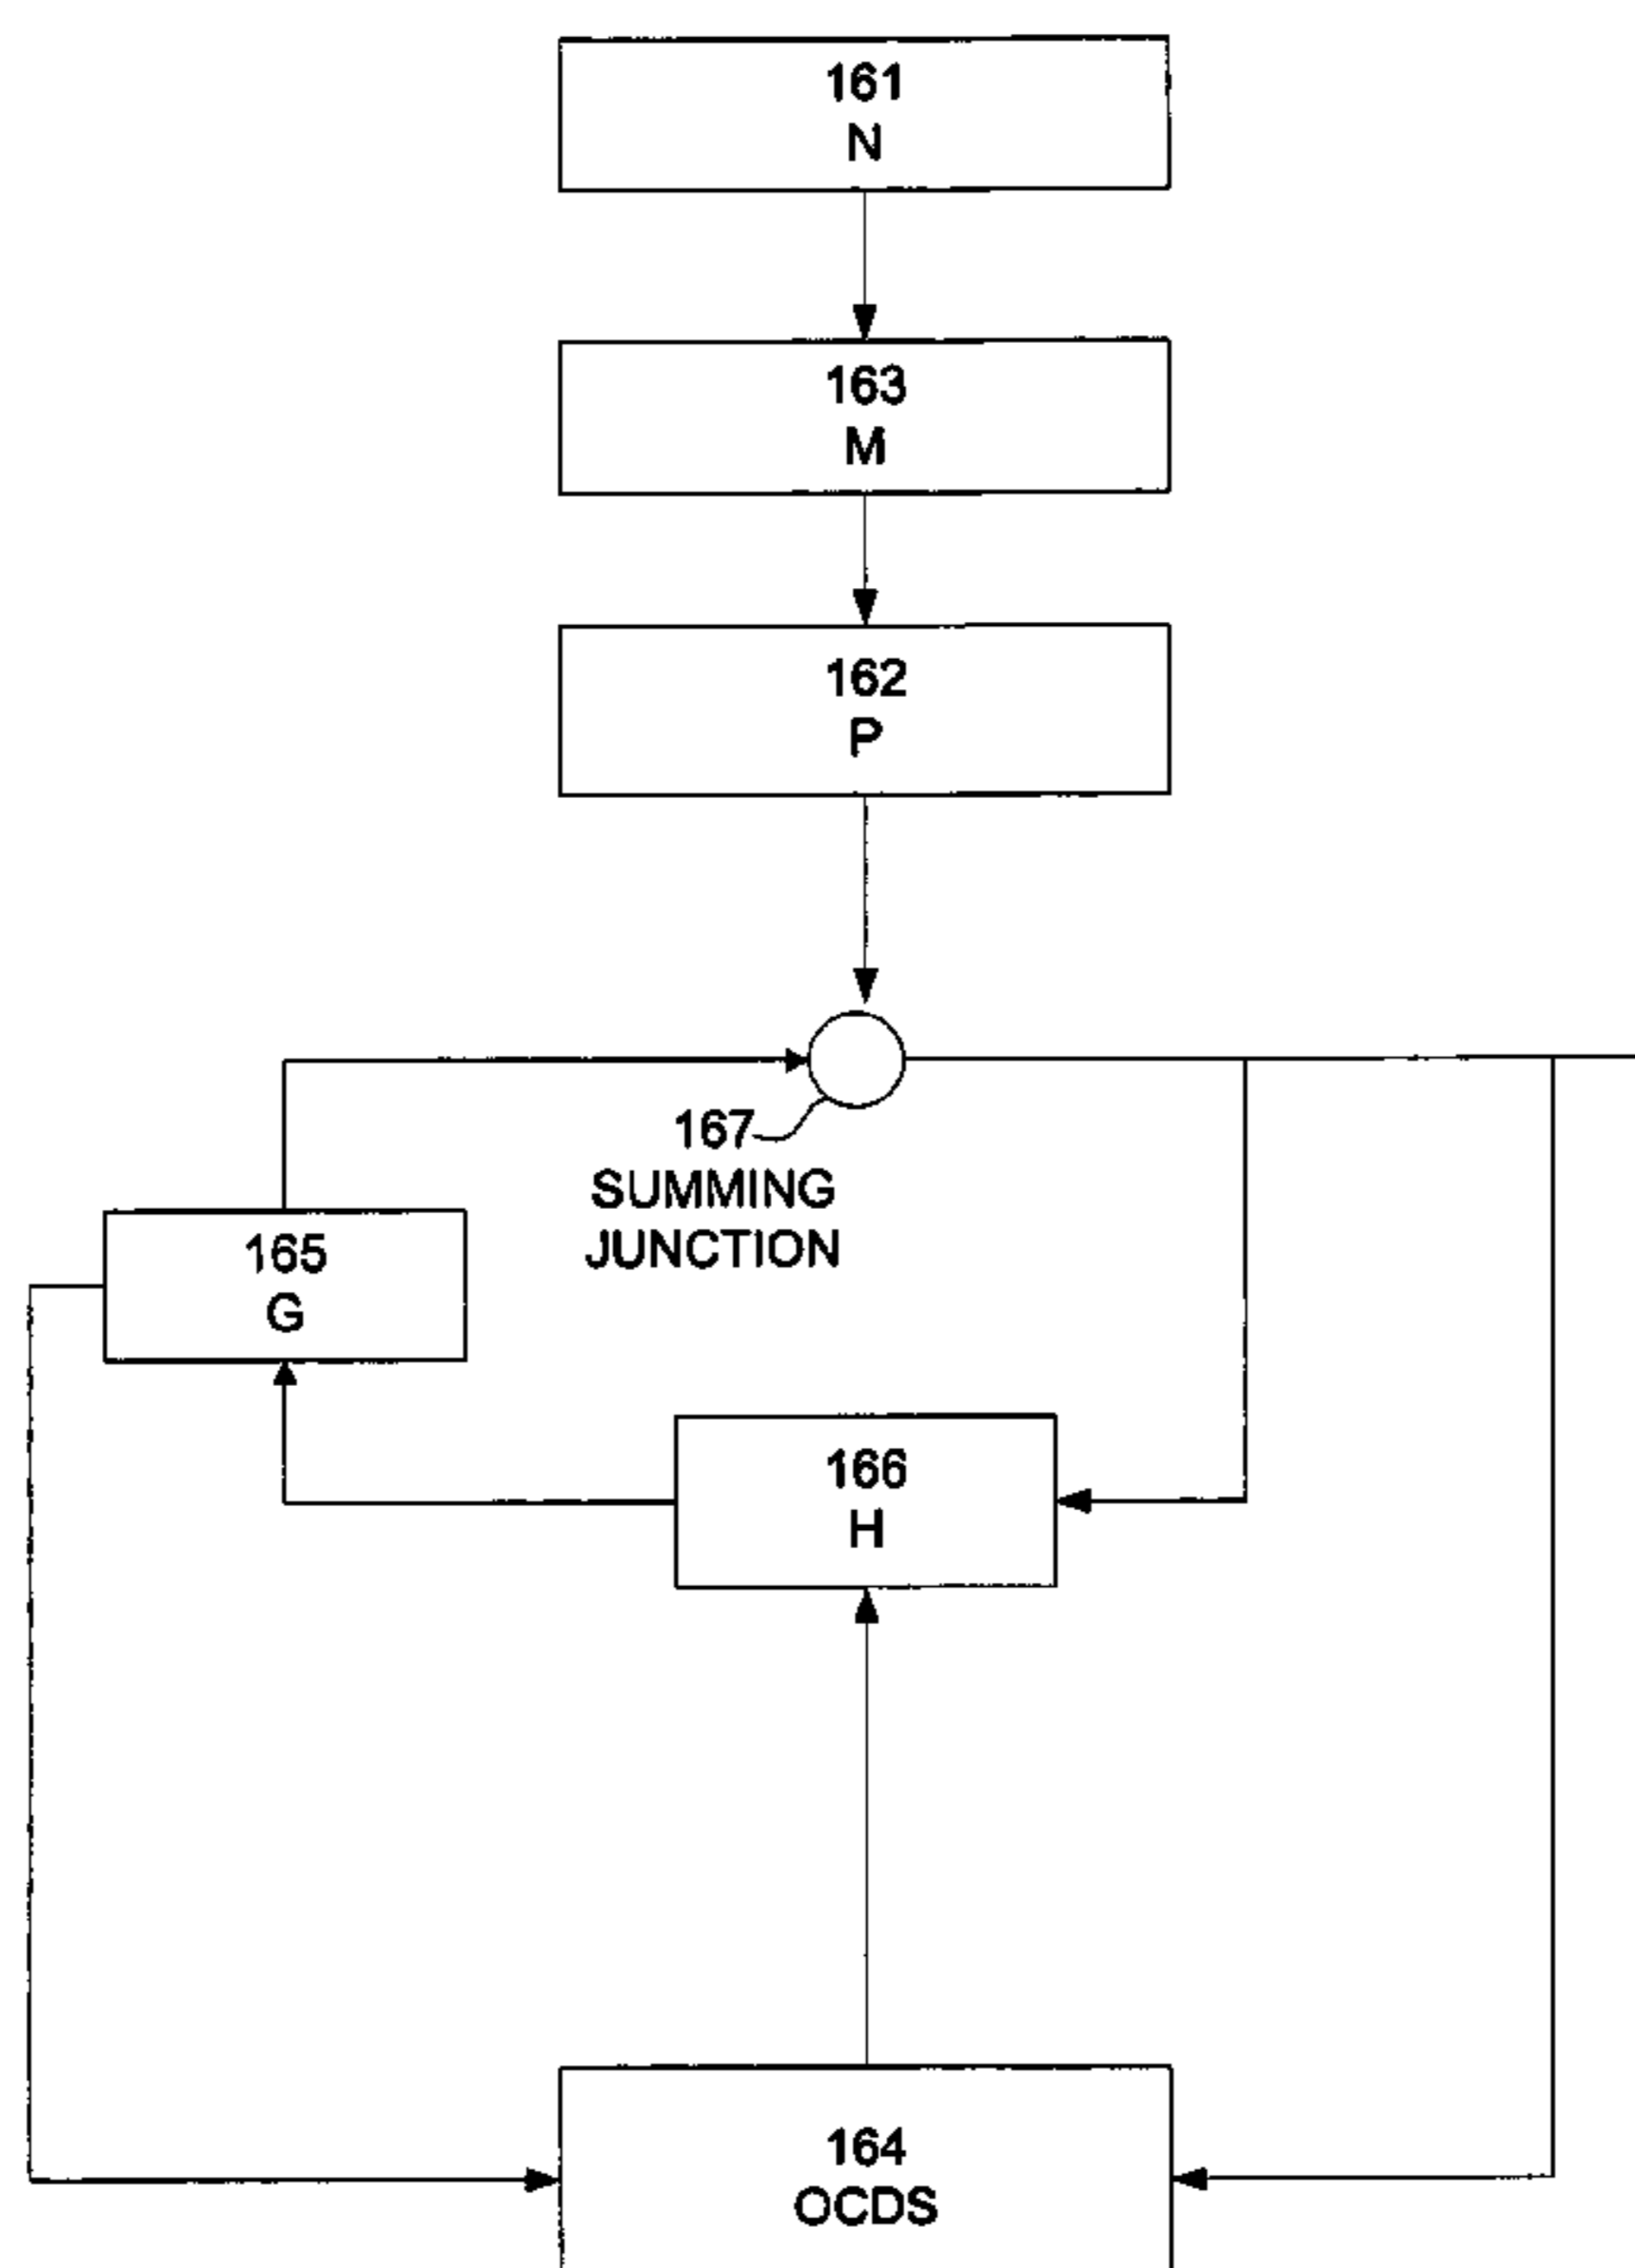 161
N
163
M
162
P
167
SUMMING
JUNCTION
165
G
166
H
164
OCDS